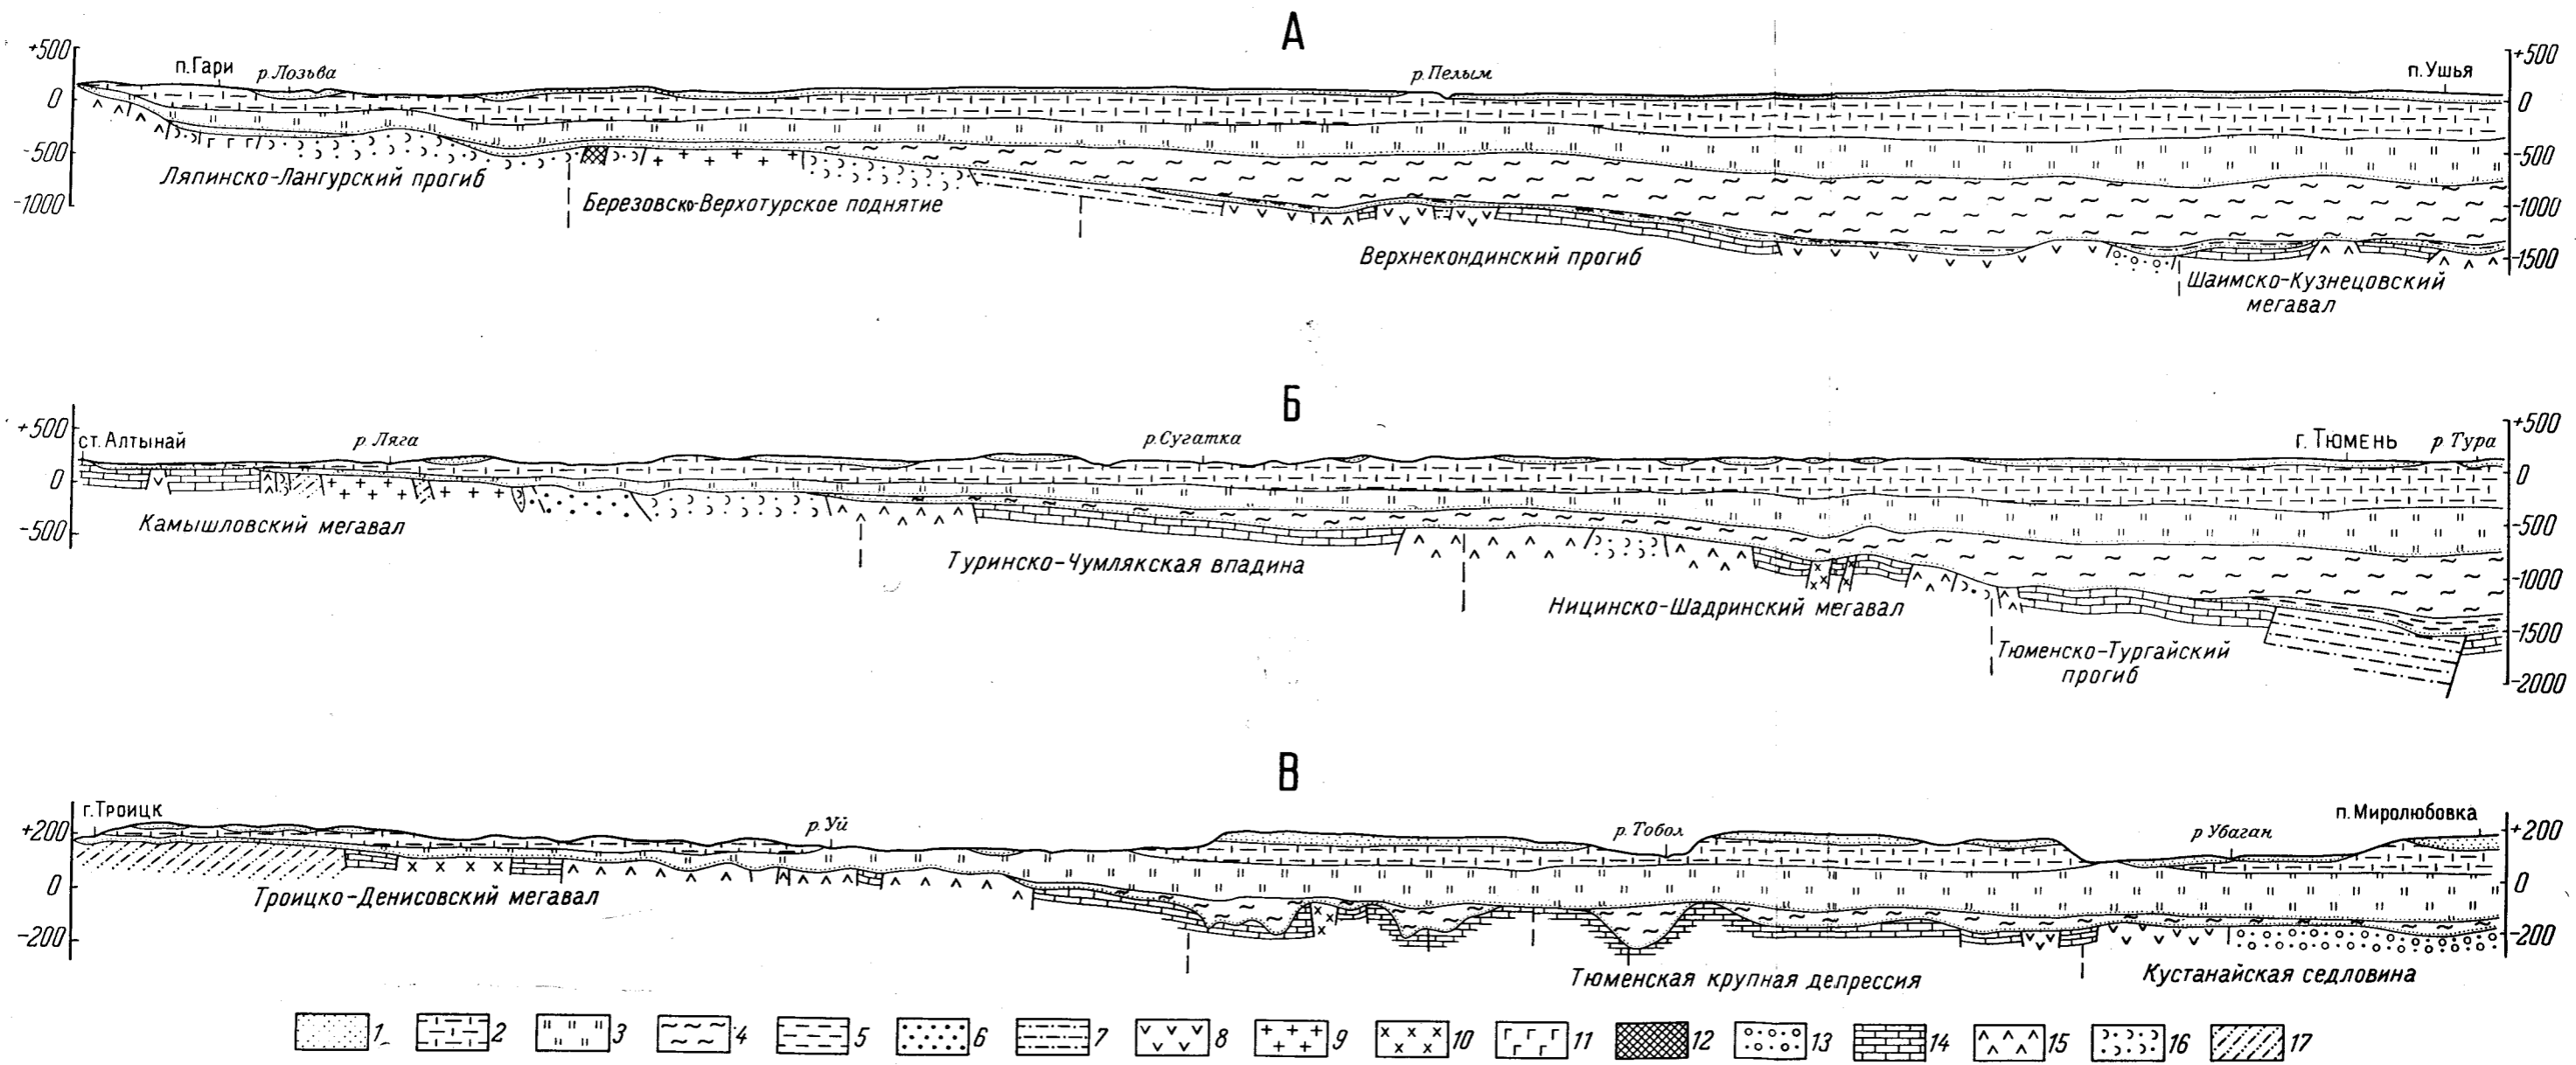 А
+500
п.Гари
р.Лозьва
р.Пелым
п.Ушья
+500
0
0
-500
-500
Ляпинско-Лангурский прогиб
-1000
Березовско-Верхотурское поднятие
-1000
Верхнекондинский прогиб
-1500
Шаимско-Кузнецовский
мегавал
Б
+500
ст. Алтынай
р. Ляга
р. Сугатка
г. ТЮМЕНЬ
р Тура
+500
0
0
-500
Камышловский мегавал
-500
Туринско-Чумлякская впадина
-1000
Ницинско-Шадринский мегавал
-1500
Тюменско-Тургайский
прогиб
-2000
В
г.Троицк
р.Уй
р.Тобол
р Убаган
п.Миролюбовка
+200
+200
0
0
Троицко-Денисовский мегавал
-200
-200
Тюменская крупная депрессия
Кустанайская седловина
1 2 3 4 5 6 7 8 9 10 11 12 13 14 15 16 17